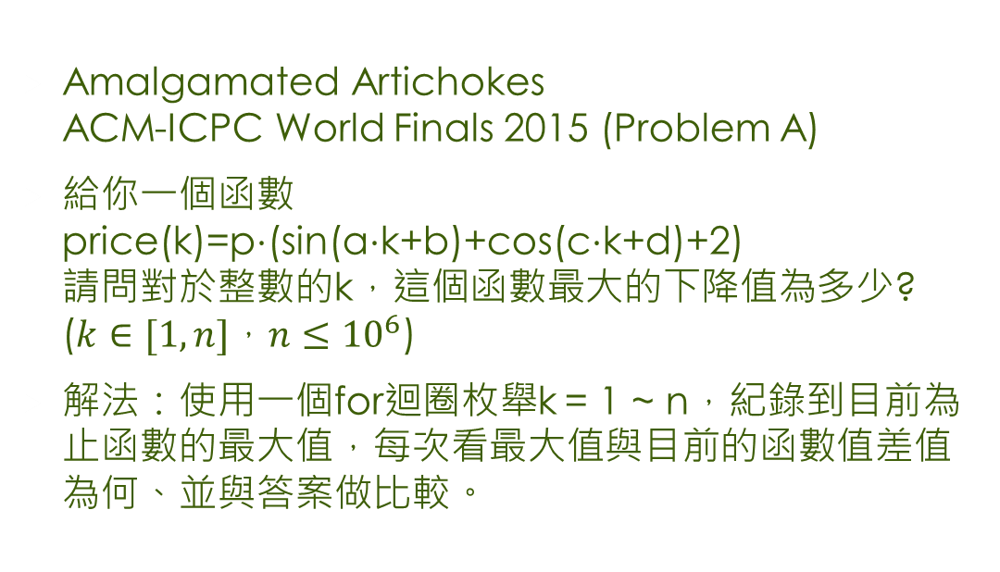 Amalgamated Artichokes
ACM-ICPC World Finals 2015 (Problem A)
給你一個函數
price(k)=p·(sin(a·k+b)+cos(c·k+d)+2)
請問對於整數的k，這個函數最大的下降值為多少?
(𝑘 ∈ [1, 𝑛]，𝑛 ≤ 10⁶)
解法：使用一個for迴圈枚舉k = 1 ~ n，紀錄到目前為
止函數的最大值，每次看最大值與目前的函數值差值
為何、並與答案做比較。